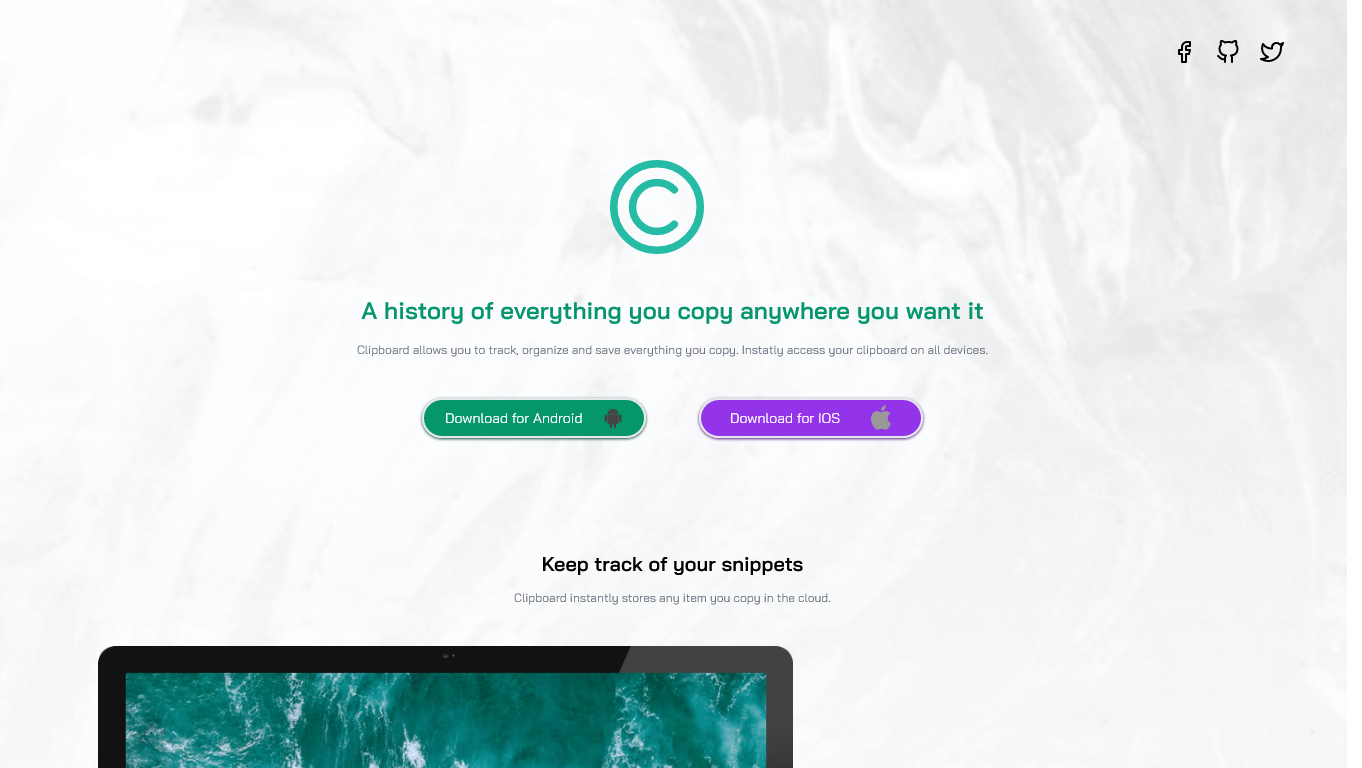 A history of everything you copy anywhere you want it
Clipboard allows you to track, organize and save everything you copy. Instatly access your clipboard on all devices.
Download for Android
Download for IOS
Keep track of your snippets
Clipboard instantly stores any item you copy in the cloud.